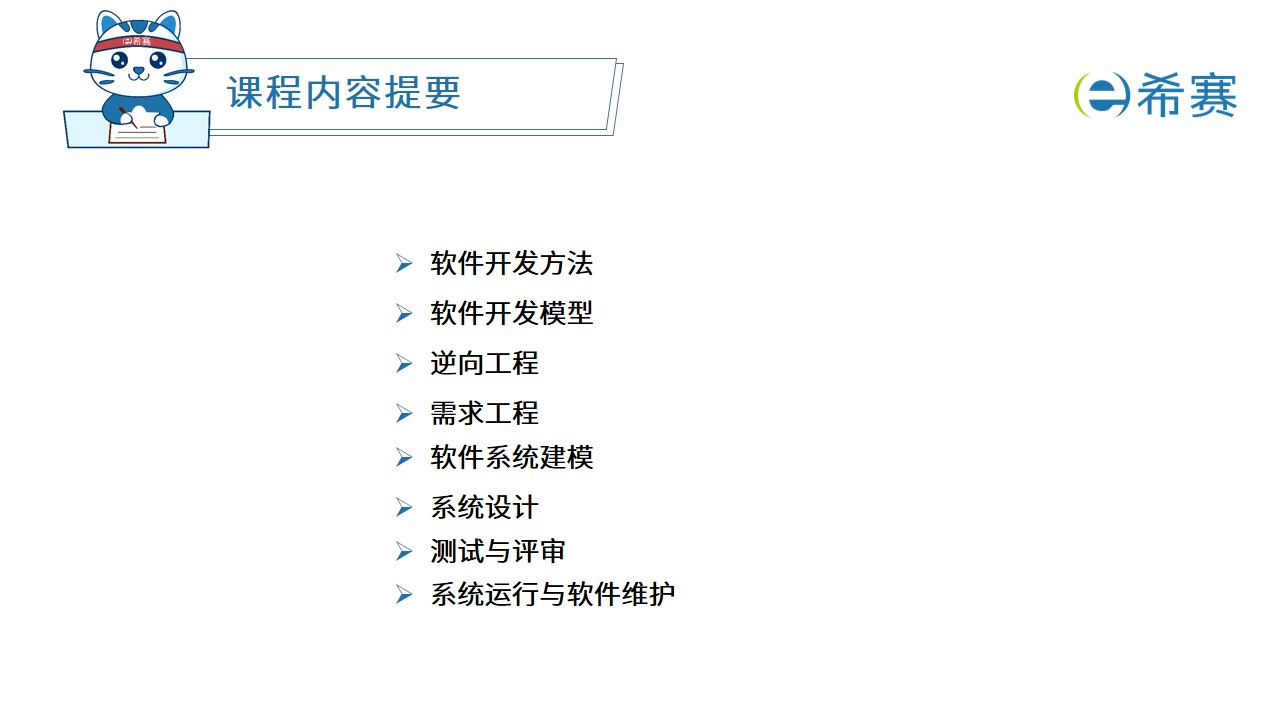 希赛
课程内容提要
希赛
软件开发方法
软件开发模型
逆向工程
需求工程
软件系统建模
系统设计
测试与评审
系统运行与软件维护